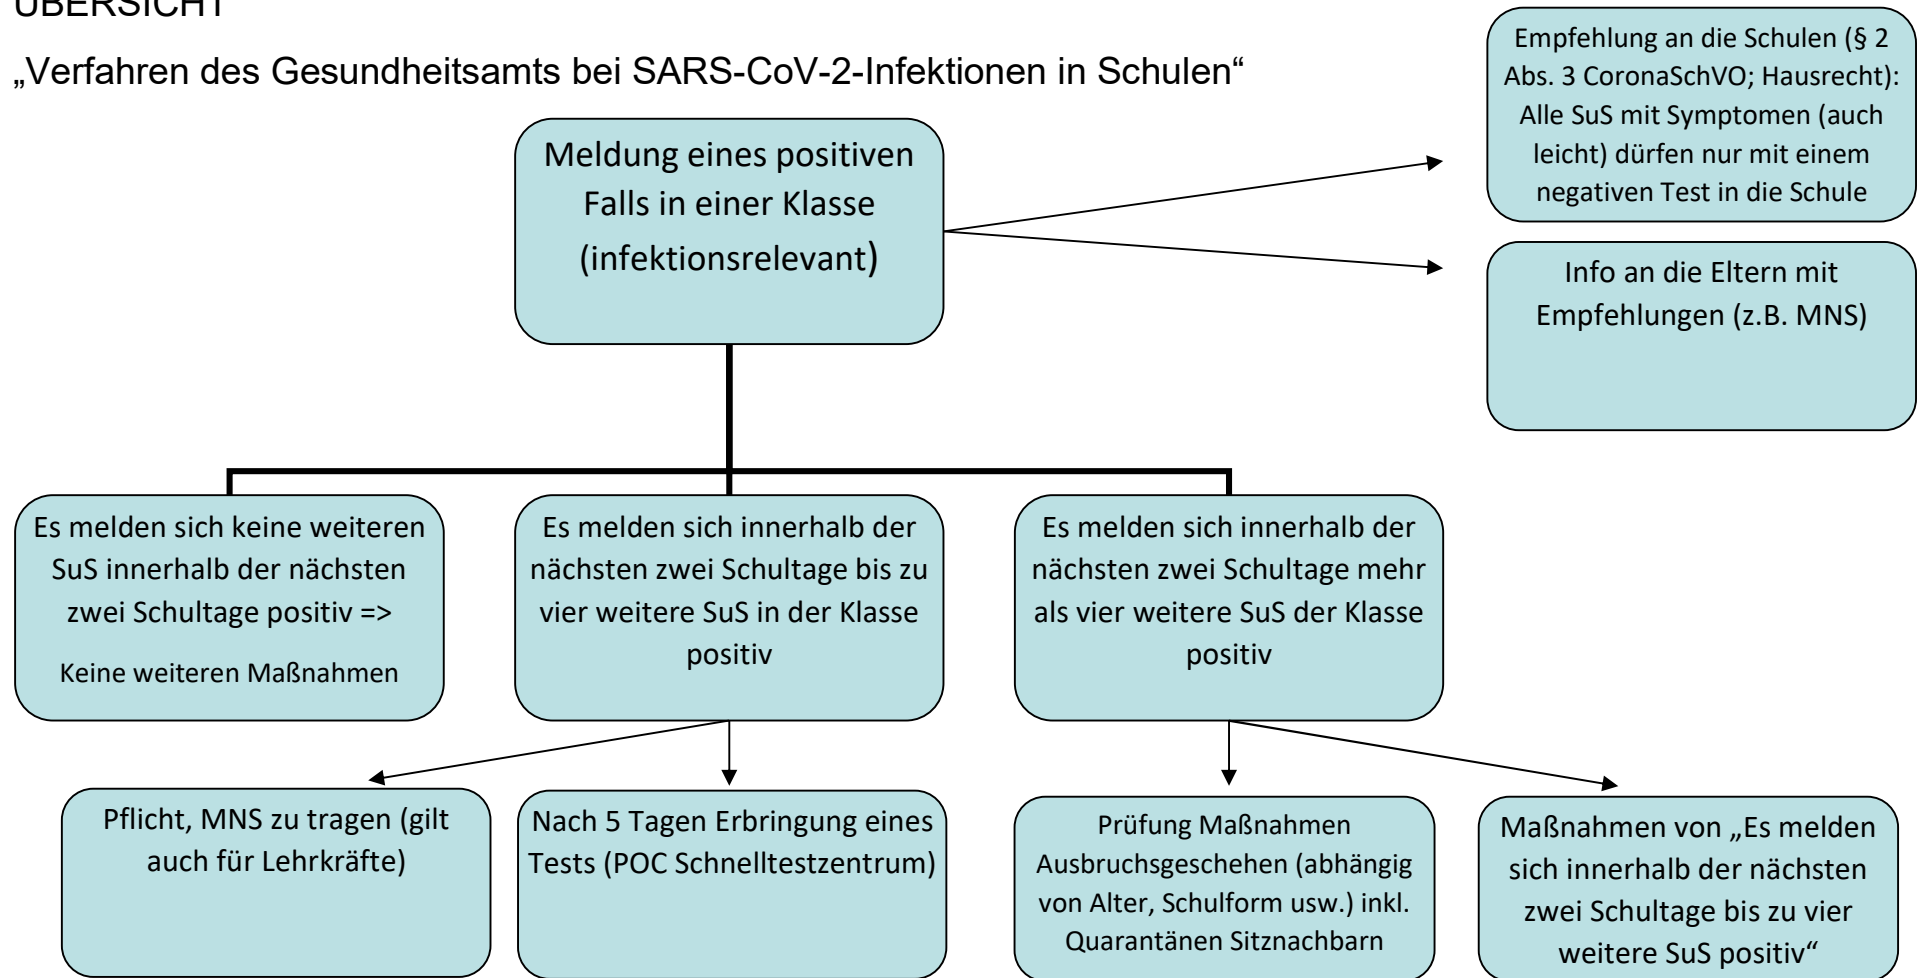 ÜBERSICHT
„Verfahren des Gesundheitsamts bei SARS-CoV-2-Infektionen in Schulen“
Empfehlung an die Schulen (§ 2
Abs. 3 CoronaSchVO; Hausrecht):
Alle SuS mit Symptomen (auch
leicht) dürfen nur mit einem
negativen Test in die Schule
Meldung eines positiven
Falls in einer Klasse
(infektionsrelevant)
Info an die Eltern mit
Empfehlungen (z.B. MNS)
Es melden sich keine weiteren
SuS innerhalb der nächsten
zwei Schultage positiv =>
Keine weiteren Maßnahmen
Es melden sich innerhalb der
nächsten zwei Schultage bis zu
vier weitere SuS in der Klasse
positiv
Es melden sich innerhalb der
nächsten zwei Schultage mehr
als vier weitere SuS der Klasse
positiv
Pflicht, MNS zu tragen (gilt
auch für Lehrkräfte)
Nach 5 Tagen Erbringung eines
Tests (POC Schnelltestzentrum)
Prüfung Maßnahmen
Ausbruchsgeschehen (abhängig
von Alter, Schulform usw.) inkl.
Quarantänen Sitznachbarn
Maßnahmen von „Es melden
sich innerhalb der nächsten
zwei Schultage bis zu vier
weitere SuS positiv“